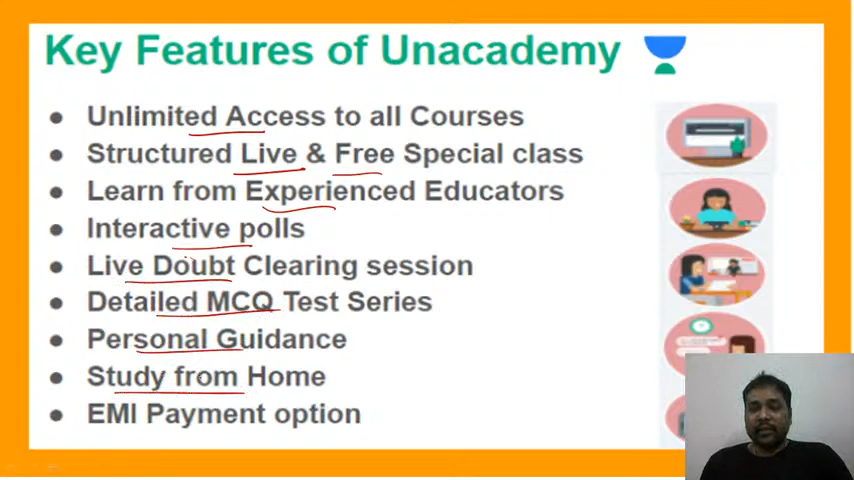 Key Features of Unacademy
Unlimited Access to all Courses
Structured Live & Free Special class
Learn from Experienced Educators
Interactive polls
Live Doubt Clearing session
Detailed MCQ Test Series
Personal Guidance
Study from Home
EMI Payment option